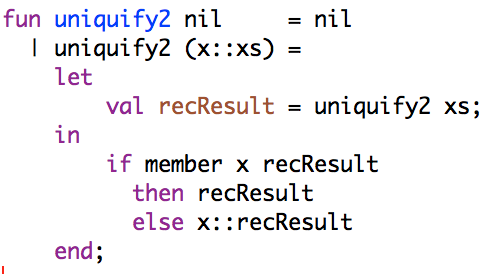 fun uniquify2 nil     = nil
  | uniquify2 (x::xs) =
    let
        val recResult = uniquify2 xs;
    in
        if member x recResult
          then recResult
          else x::recResult
    end;